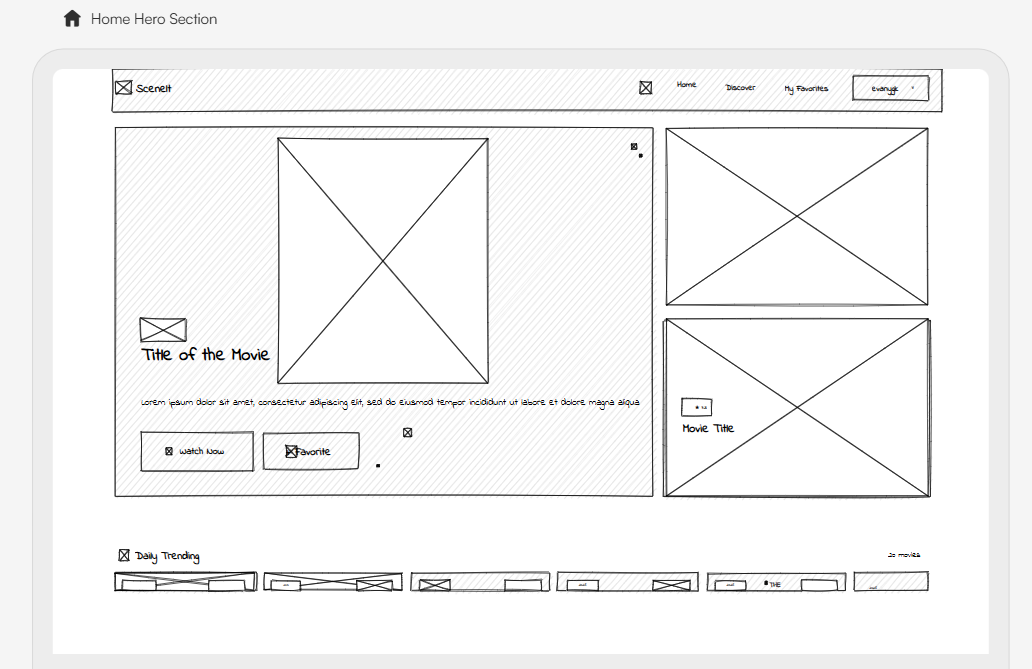 Home Hero Section
SceneIt
Home
Discover
My Favorites
evanygk
Title of the Movie
Lorem ipsum dolor sit amet, consectetur adipiscing elit, sed do eiusmod tempor incididunt ut labore et dolore magna aliqua
Watch Now
Favorite
Movie Title
Daily Trending
20 movies
THE